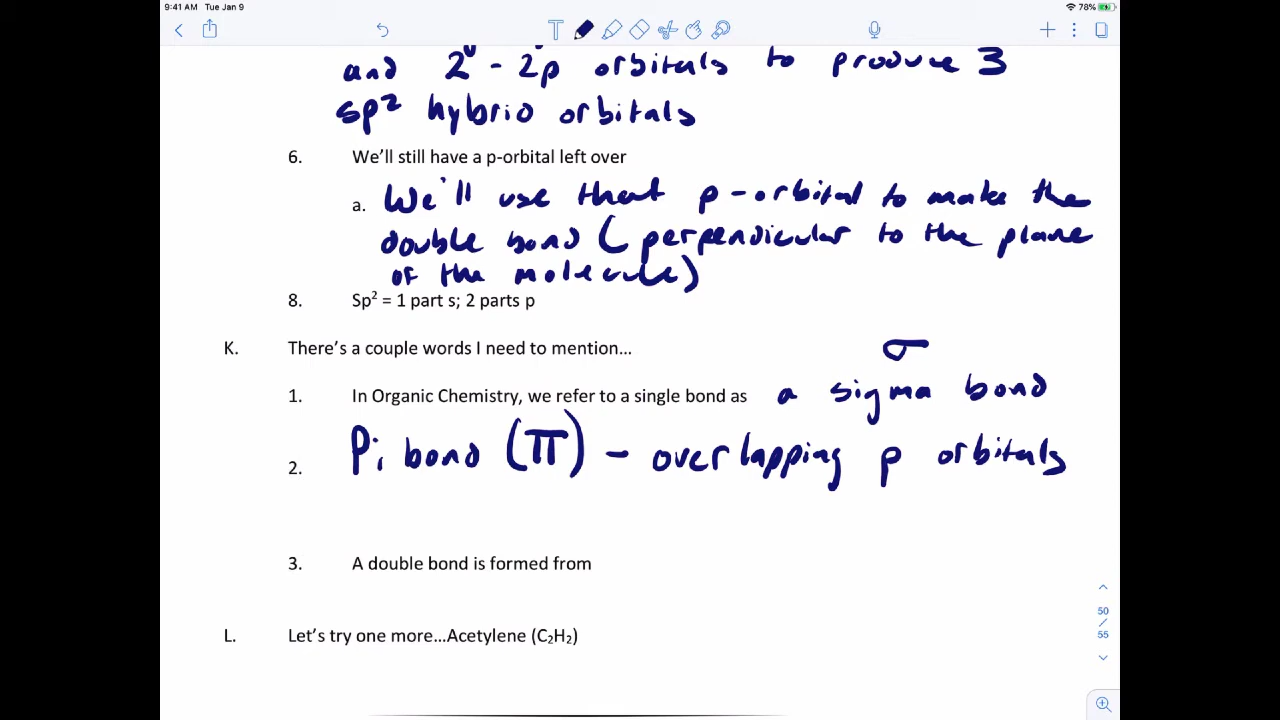 9:41 AM Tue Jan 9
78%
T
and 2 - 2p orbitals to produce 3
sp² hybrid orbitals
6. We'll still have a p-orbital left over
a. We'll use that p-orbital to make the
double bond (perpendicular to the plane
of the molecule)
8. Sp² = 1 part s; 2 parts p
K. There's a couple words I need to mention…
σ
1. In Organic Chemistry, we refer to a single bond as a sigma bond
2. Pi bond (π) - overlapping p orbitals
3. A double bond is formed from
50
/
55
L. Let's try one more…Acetylene (C₂H₂)